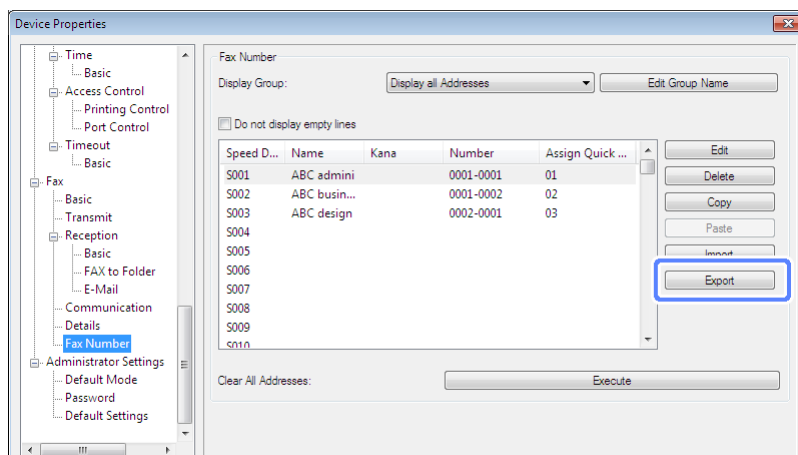 Device Properties
Time
Basic
Access Control
Printing Control
Port Control
Timeout
Basic
Fax
Basic
Transmit
Reception
Basic
FAX to Folder
E-Mail
Communication
Details
Fax Number
Administrator Settings
Default Mode
Password
Default Settings
Fax Number
Display Group: Display all Addresses Edit Group Name
Do not display empty lines
Speed D... Name Kana Number Assign Quick ...
S001 ABC admini 0001-0001 01
S002 ABC busin... 0001-0002 02
S003 ABC design 0002-0001 03
S004
S005
S006
S007
S008
S009
S010
Edit
Delete
Copy
Paste
Import
Export
Clear All Addresses: Execute